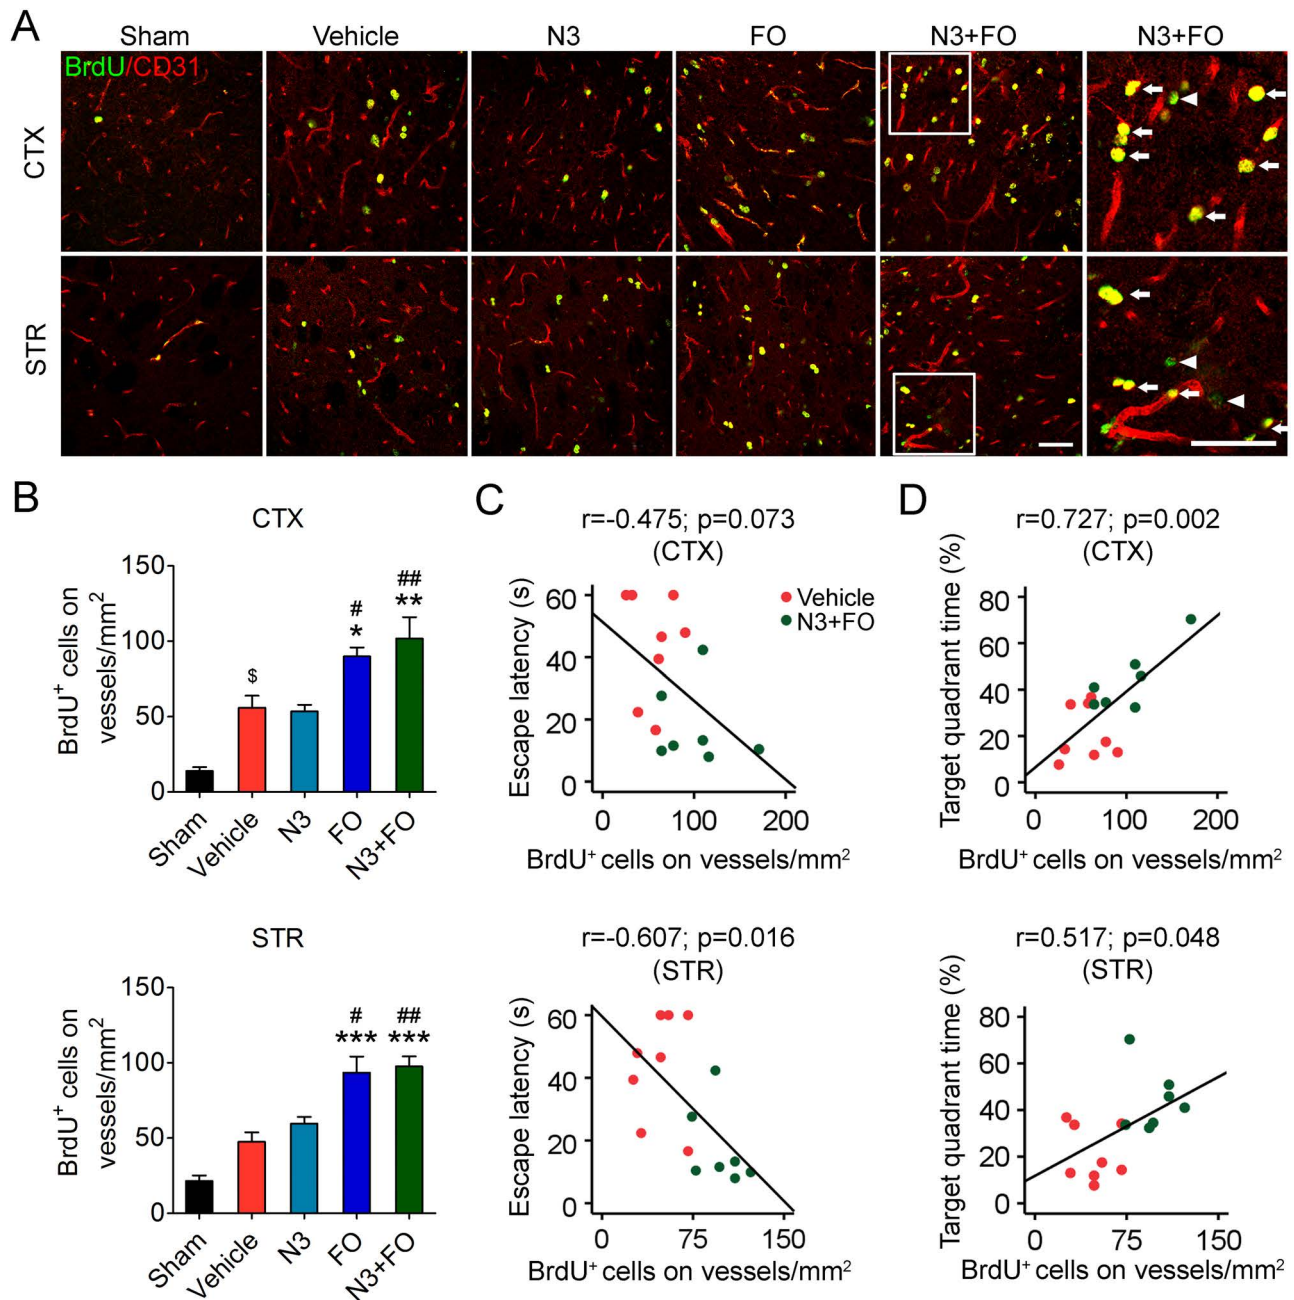 A
Sham Vehicle N3 FO N3+FO N3+FO
BrdU/CD31
CTX
STR
B
CTX
BrdU⁺ cells on
vessels/mm²
150
100
50
0
$
#
*
##
**
Sham Vehicle N3 FO N3+FO
STR
BrdU⁺ cells on
vessels/mm²
150
100
50
0
#
***
##
***
Sham Vehicle N3 FO N3+FO
C
r=-0.475; p=0.073
(CTX)
Escape latency (s)
60
40
20
0
Vehicle
N3+FO
0 100 200
BrdU⁺ cells on vessels/mm²
r=-0.607; p=0.016
(STR)
Escape latency (s)
60
40
20
0
0 75 150
BrdU⁺ cells on vessels/mm²
D
r=0.727; p=0.002
(CTX)
Target quadrant time (%)
80
60
40
20
0
0 100 200
BrdU⁺ cells on vessels/mm²
r=0.517; p=0.048
(STR)
Target quadrant time (%)
80
60
40
20
0
0 75 150
BrdU⁺ cells on vessels/mm²